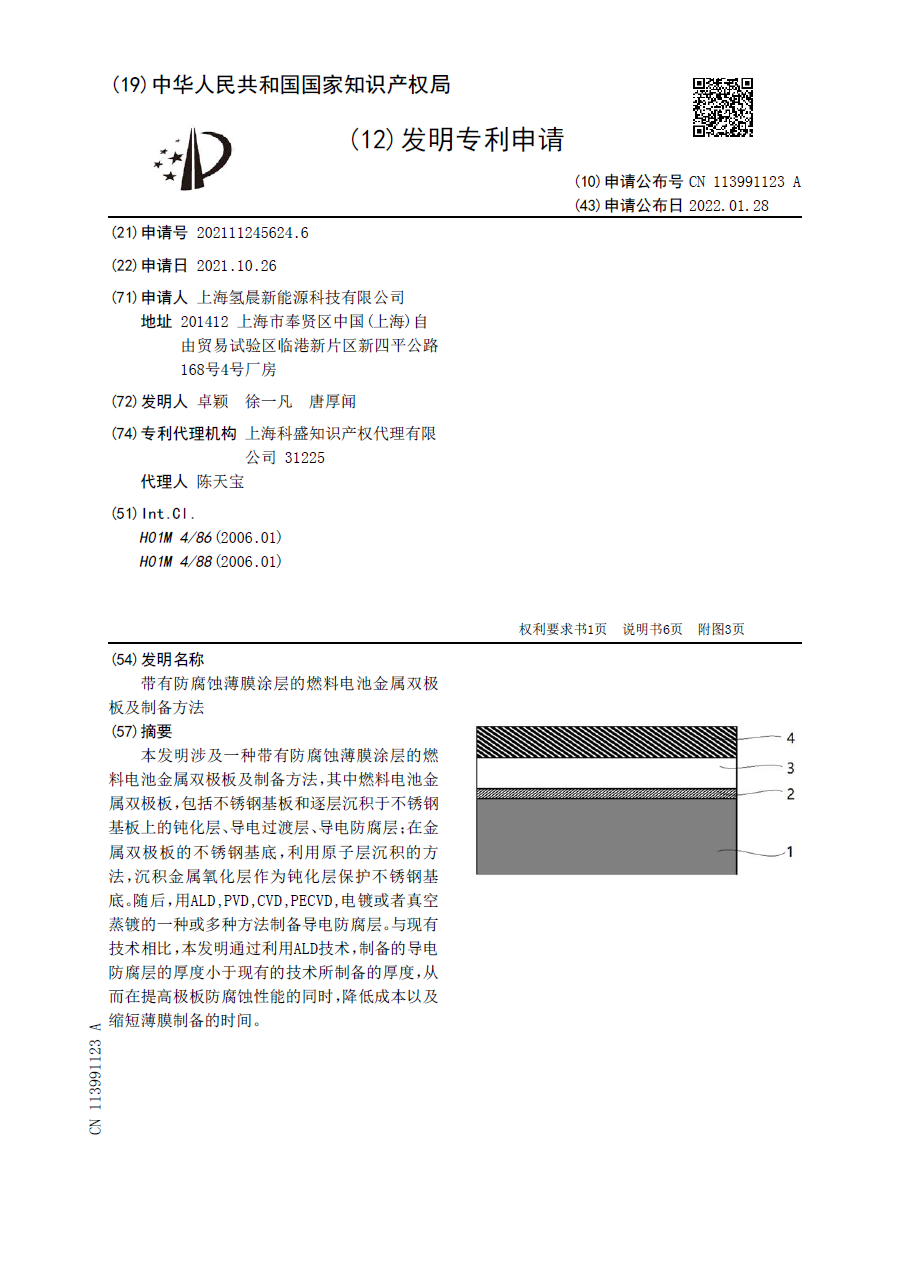 (19)中华人民共和国国家知识产权局
(12)发明专利申请
(10)申请公布号 CN 113991123 A
(43)申请公布日 2022.01.28
(21)申请号 202111245624.6
(22)申请日 2021.10.26
(71)申请人 上海氢晨新能源科技有限公司
地址 201412 上海市奉贤区中国(上海)自
由贸易试验区临港新片区新四平公路
168号4号厂房
(72)发明人 卓颖 徐一凡 唐厚闻
(74)专利代理机构 上海科盛知识产权代理有限
公司 31225
代理人 陈天宝
(51)Int.Cl.
H01M 4/86(2006.01)
H01M 4/88(2006.01)
权利要求书1页 说明书6页 附图3页
(54)发明名称
带有防腐蚀薄膜涂层的燃料电池金属双极
板及制备方法
(57)摘要
本发明涉及一种带有防腐蚀薄膜涂层的燃
料电池金属双极板及制备方法,其中燃料电池金
属双极板,包括不锈钢基板和逐层沉积于不锈钢
基板上的钝化层、导电过渡层、导电防腐层;在金
属双极板的不锈钢基底,利用原子层沉积的方
法,沉积金属氧化层作为钝化层保护不锈钢基
底。随后,用ALD,PVD,CVD,PECVD,电镀或者真空
蒸镀的一种或多种方法制备导电防腐层。与现有
技术相比,本发明通过利用ALD技术,制备的导电
防腐层的厚度小于现有的技术所制备的厚度,从
而在提高极板防腐蚀性能的同时,降低成本以及
缩短薄膜制备的时间。
4
3
2
1
CN 113991123 A